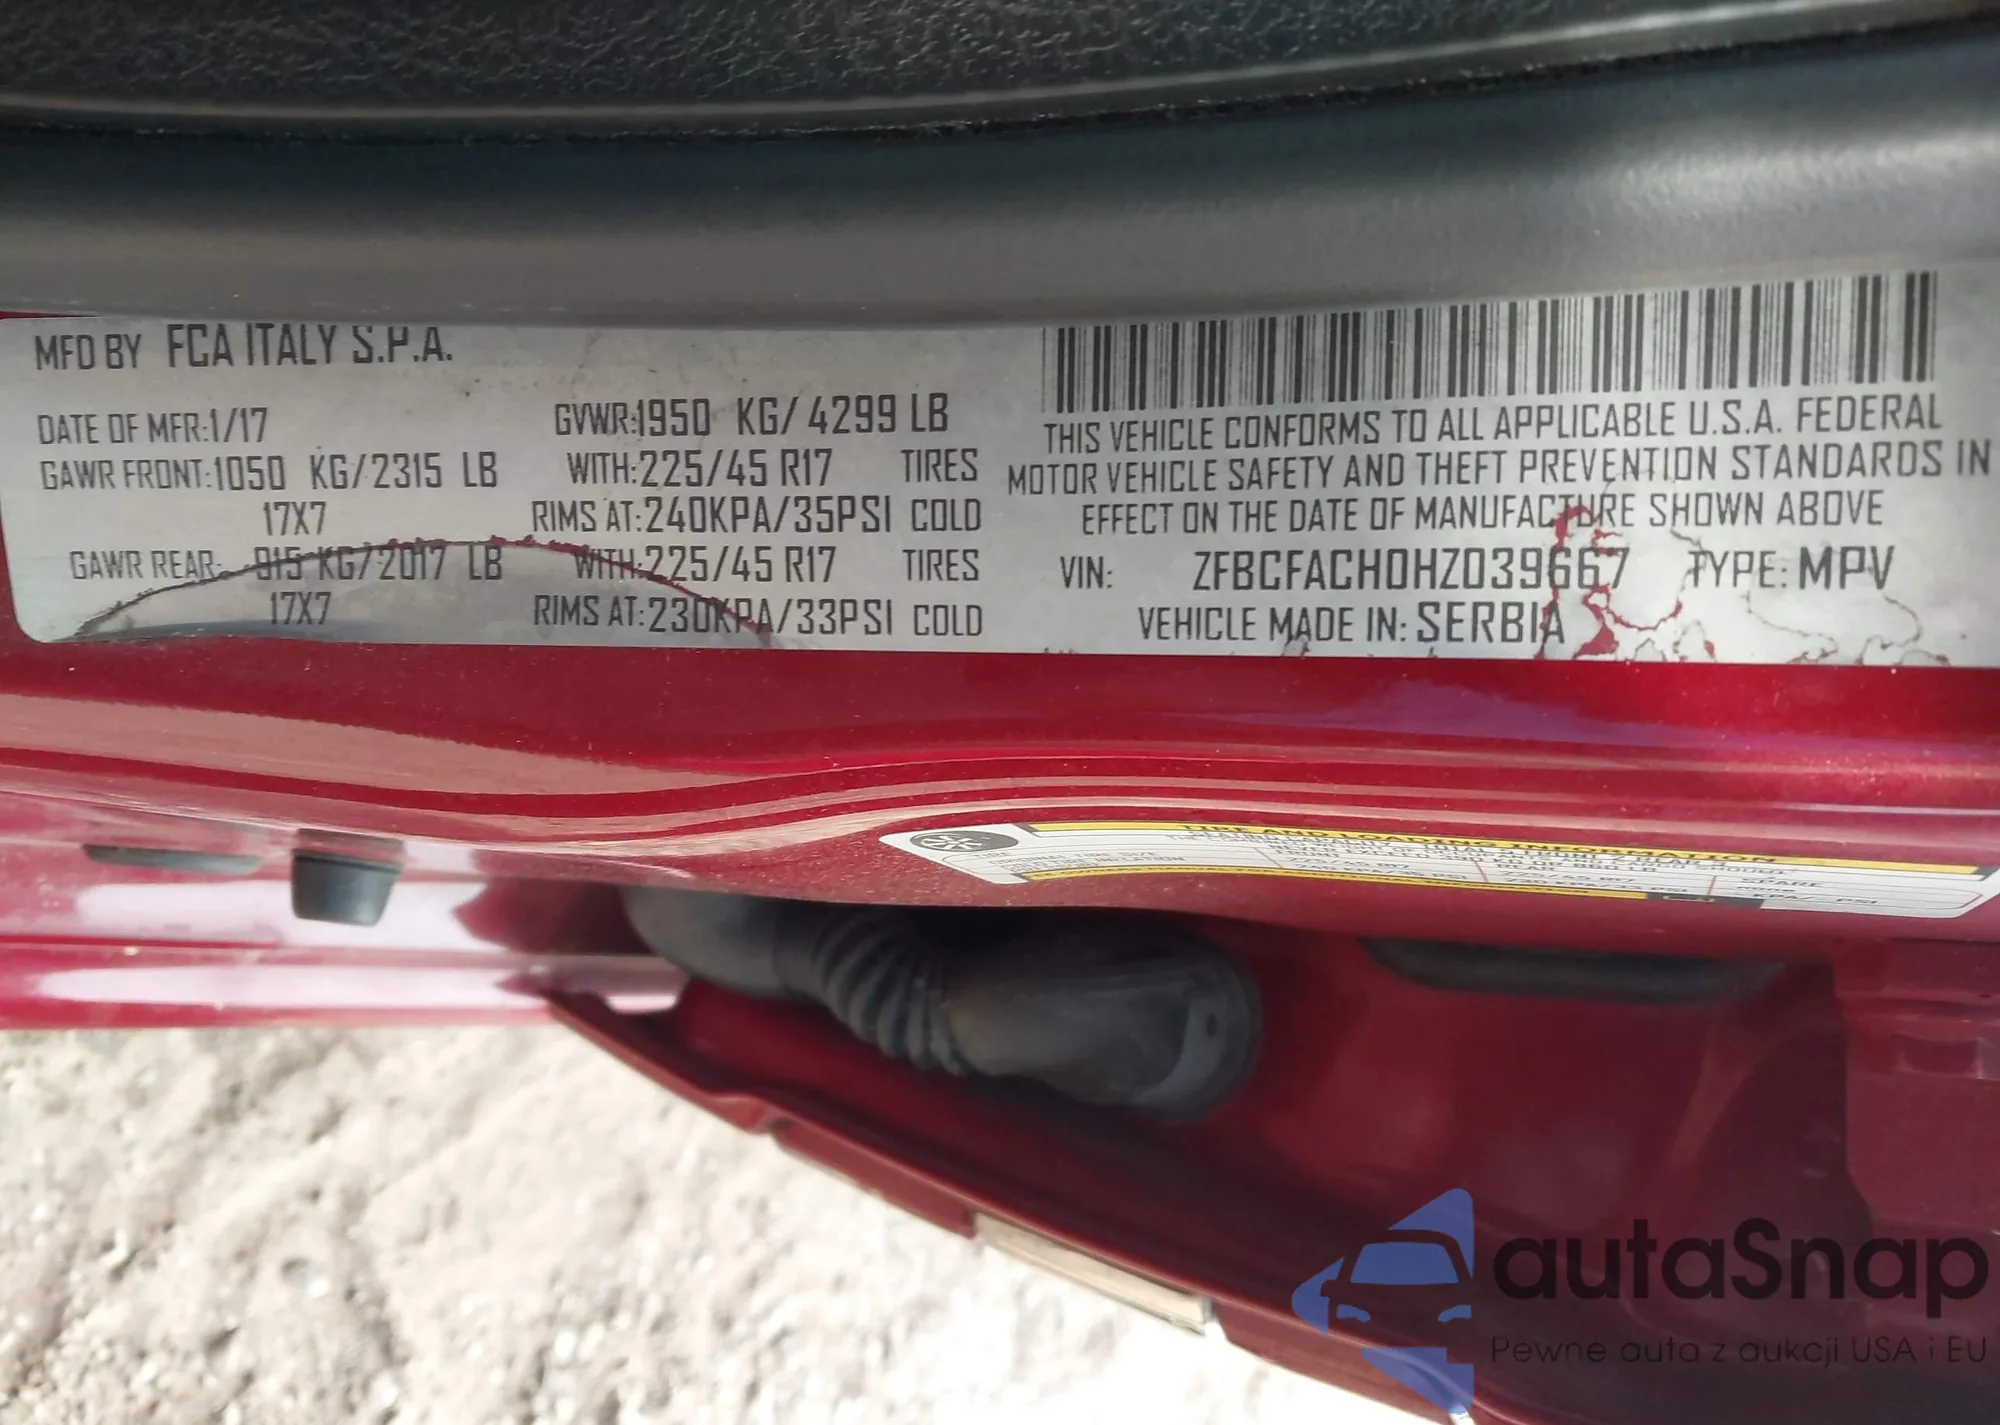 MFD BY FCA ITALY S.P.A.
DATE OF MFR:1/17 GVWR:1950 KG/ 4299 LB
GAWR FRONT:1050 KG/2315 LB WITH:225/45 R17 TIRES
17X7 RIMS AT:240KPA/35PSI COLD
GAWR REAR: 915 KG/2017 LB WITH:225/45 R17 TIRES
17X7 RIMS AT:230KPA/33PSI COLD
THIS VEHICLE CONFORMS TO ALL APPLICABLE U.S.A. FEDERAL
MOTOR VEHICLE SAFETY AND THEFT PREVENTION STANDARDS IN
EFFECT ON THE DATE OF MANUFACTURE SHOWN ABOVE
VIN: ZFBCFACH0HZ039667 TYPE: MPV
VEHICLE MADE IN: SERBIA
TIRE AND LOADING INFORMATION
autaSnap
Pewne auta z aukcji USA i EU